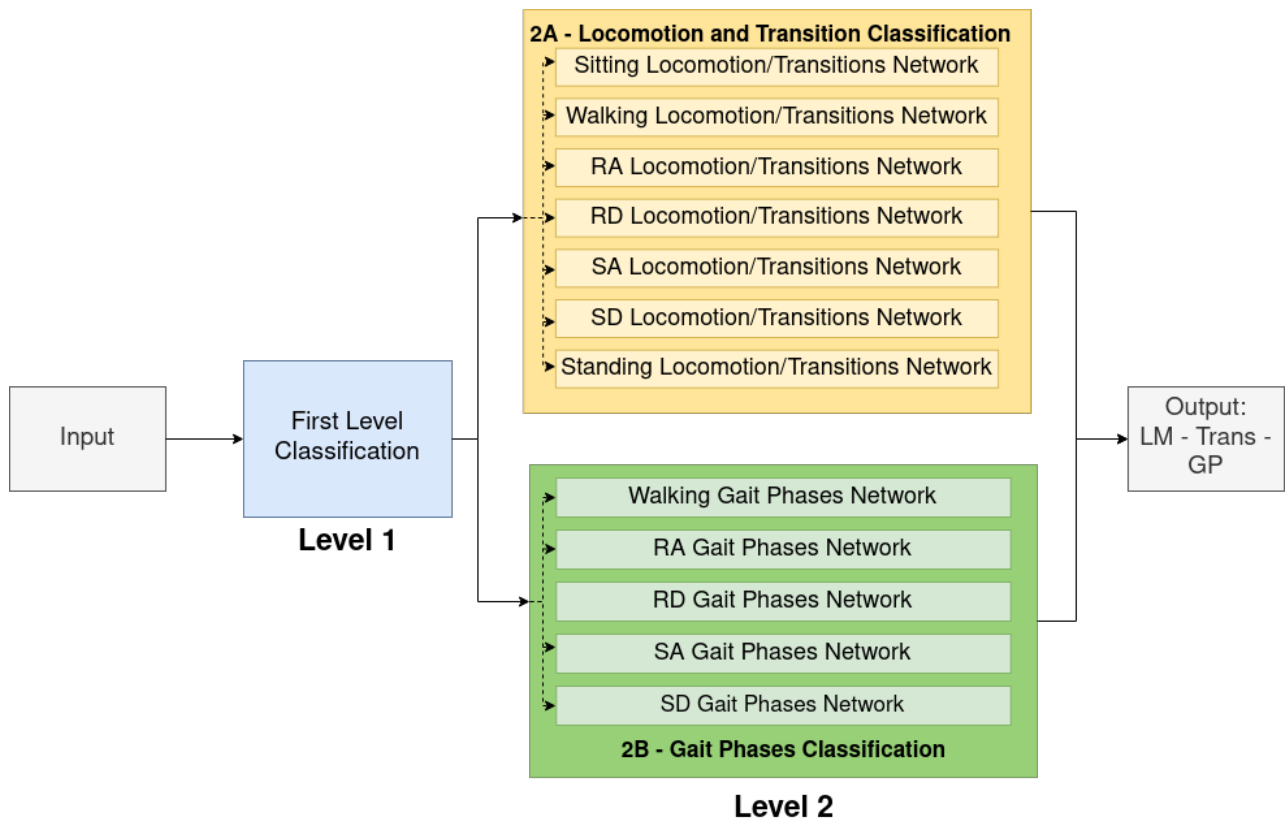 Input
First Level
Classification
Level 1
2A - Locomotion and Transition Classification
Sitting Locomotion/Transitions Network
Walking Locomotion/Transitions Network
RA Locomotion/Transitions Network
RD Locomotion/Transitions Network
SA Locomotion/Transitions Network
SD Locomotion/Transitions Network
Standing Locomotion/Transitions Network
Walking Gait Phases Network
RA Gait Phases Network
RD Gait Phases Network
SA Gait Phases Network
SD Gait Phases Network
2B - Gait Phases Classification
Level 2
Output:
LM - Trans -
GP